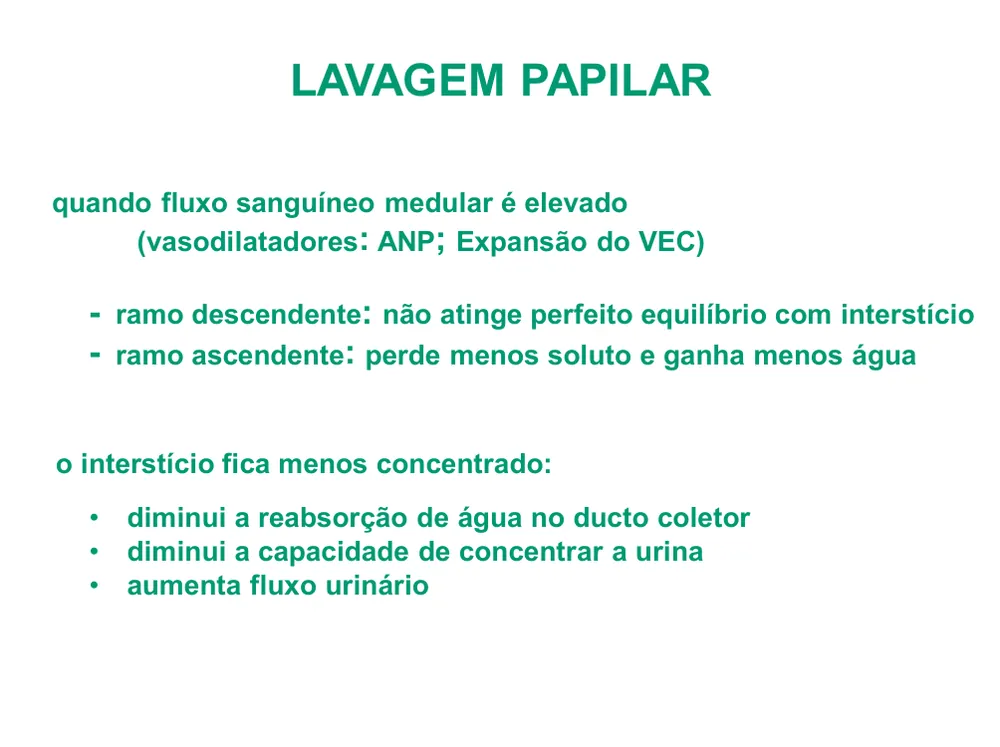 LAVAGEM PAPILAR
quando fluxo sanguíneo medular é elevado
(vasodilatadores: ANP; Expansão do VEC)
- ramo descendente: não atinge perfeito equilíbrio com interstício
- ramo ascendente: perde menos soluto e ganha menos água
o interstício fica menos concentrado:
• diminui a reabsorção de água no ducto coletor
• diminui a capacidade de concentrar a urina
• aumenta fluxo urinário